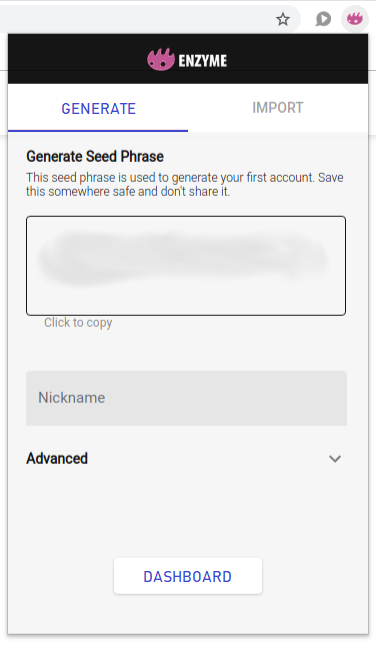 ENZYME
GENERATE
IMPORT
Generate Seed Phrase
This seed phrase is used to generate your first account. Save
this somewhere safe and don't share it.
Click to copy
Nickname
Advanced
DASHBOARD